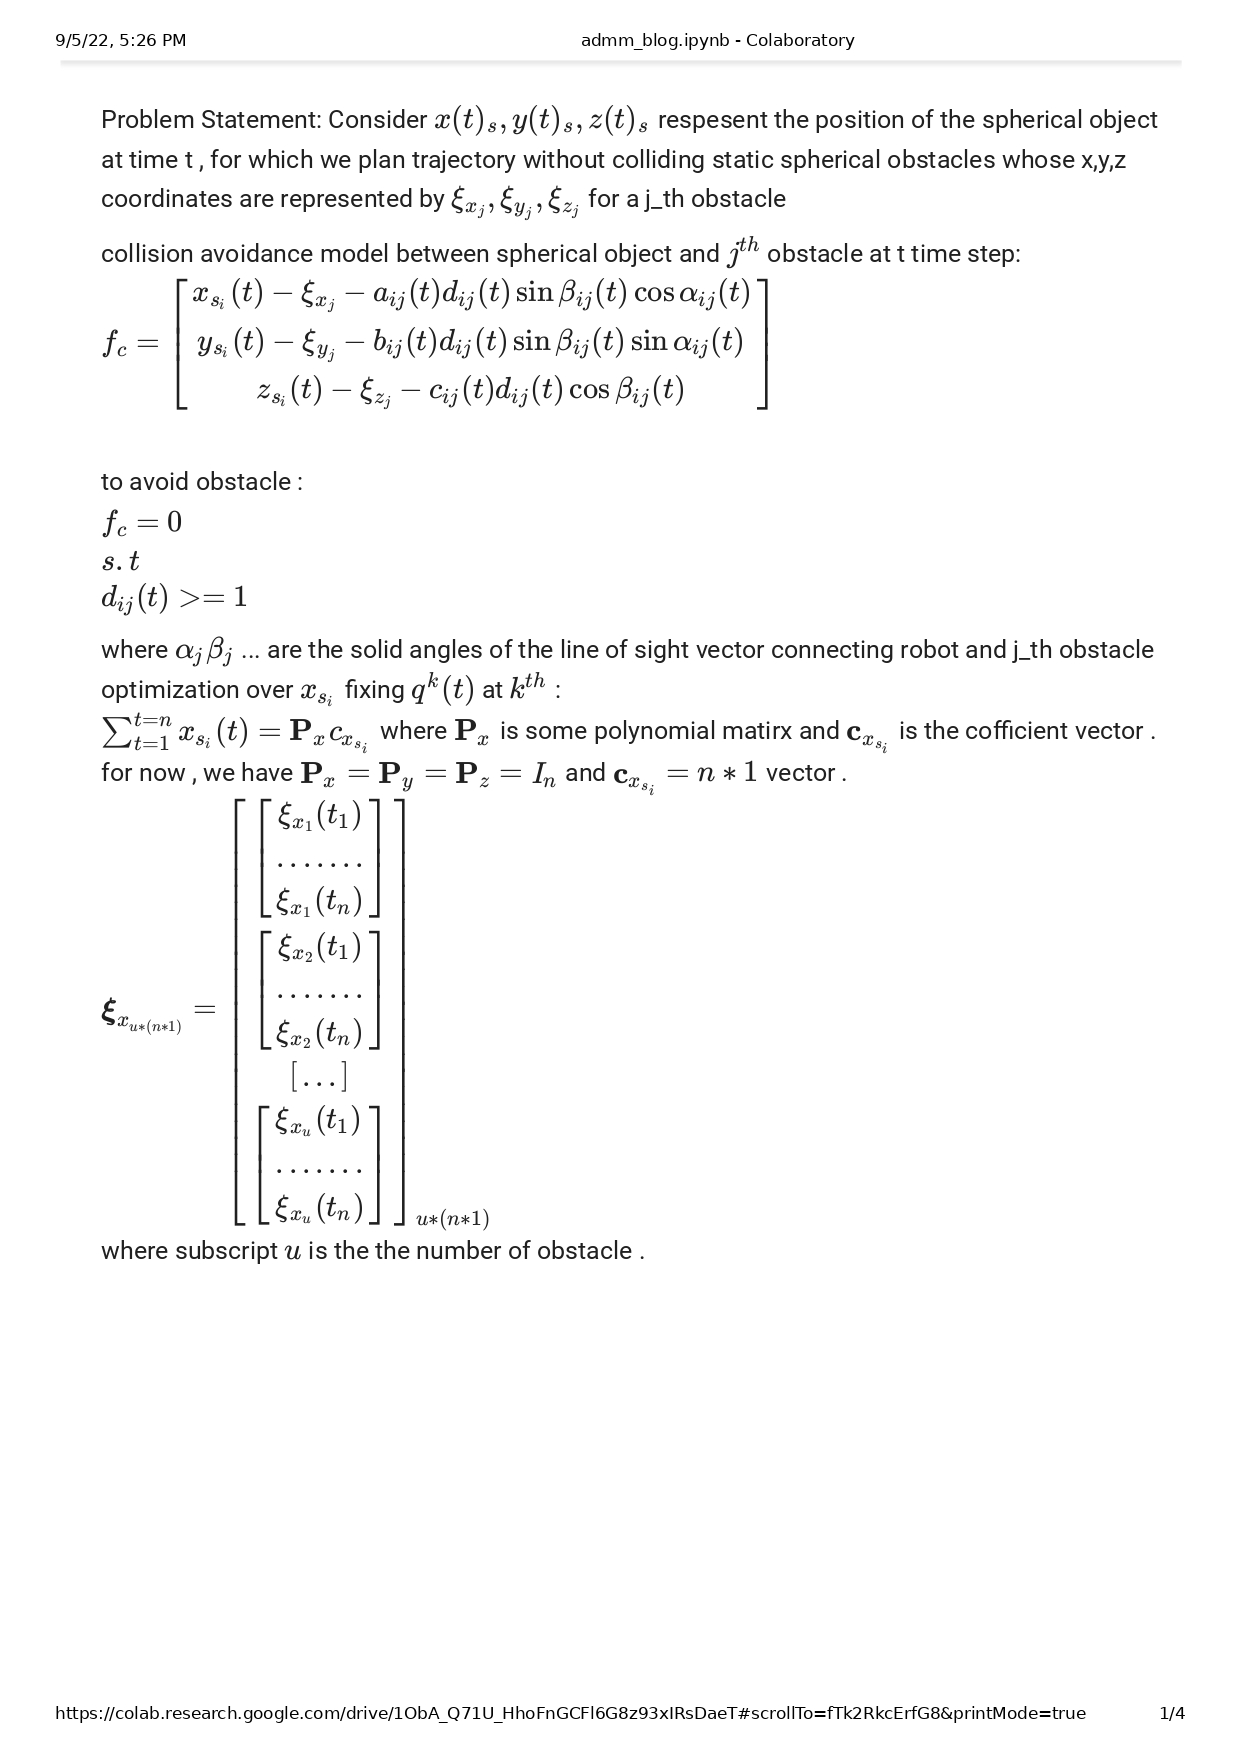 9/5/22, 5:26 PM admm_blog.ipynb - Colaboratory
Problem Statement: Consider $x(t)_s, y(t)_s, z(t)_s$ respesent the position of the spherical object
at time t , for which we plan trajectory without colliding static spherical obstacles whose x,y,z
coordinates are represented by $\xi_{x_j}, \xi_{y_j}, \xi_{z_j}$ for a j_th obstacle
collision avoidance model between spherical object and $j^{th}$ obstacle at t time step:
$f_c = \begin{bmatrix} x_{s_i}(t) - \xi_{x_j} - a_{ij}(t)d_{ij}(t)\sin\beta_{ij}(t)\cos\alpha_{ij}(t) \\ y_{s_i}(t) - \xi_{y_j} - b_{ij}(t)d_{ij}(t)\sin\beta_{ij}(t)\sin\alpha_{ij}(t) \\ z_{s_i}(t) - \xi_{z_j} - c_{ij}(t)d_{ij}(t)\cos\beta_{ij}(t) \end{bmatrix}$
to avoid obstacle :
$f_c = 0$
$s.t$
$d_{ij}(t) >= 1$
where $\alpha_j \beta_j$ ... are the solid angles of the line of sight vector connecting robot and j_th obstacle
optimization over $x_{s_i}$ fixing $q^k(t)$ at $k^{th}$ :
$\sum_{t=1}^{t=n} x_{s_i}(t) = \mathbf{P}_x c_{x_{s_i}}$ where $\mathbf{P}_x$ is some polynomial matirx and $\mathbf{c}_{x_{s_i}}$ is the cofficient vector .
for now , we have $\mathbf{P}_x = \mathbf{P}_y = \mathbf{P}_z = I_n$ and $\mathbf{c}_{x_{s_i}} = n * 1$ vector .
$\boldsymbol{\xi}_{x_{u*(n*1)}} = \begin{bmatrix} \begin{bmatrix} \xi_{x_1}(t_1) \\ ....... \\ \xi_{x_1}(t_n) \end{bmatrix} \\ \begin{bmatrix} \xi_{x_2}(t_1) \\ ....... \\ \xi_{x_2}(t_n) \end{bmatrix} \\ [...] \\ \begin{bmatrix} \xi_{x_u}(t_1) \\ ....... \\ \xi_{x_u}(t_n) \end{bmatrix} \end{bmatrix}_{u*(n*1)}$
where subscript $u$ is the the number of obstacle .
https://colab.research.google.com/drive/1ObA_Q71U_HhoFnGCFl6G8z93xIRsDaeT#scrollTo=fTk2RkcErfG8&printMode=true 1/4